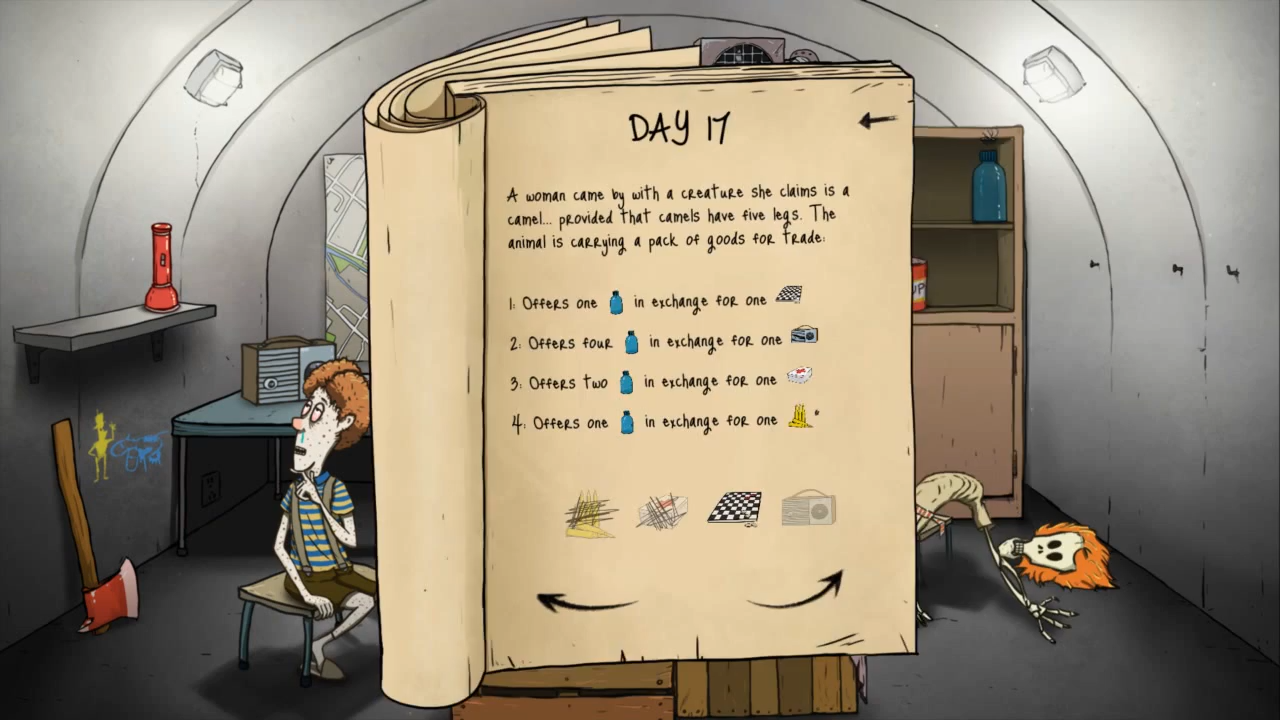 DAY 17
A woman came by with a creature she claims is a
camel... provided that camels have five legs. The
animal is carrying a pack of goods for trade:
1: Offers one in exchange for one
2: Offers four in exchange for one
3: Offers two in exchange for one
4: Offers one in exchange for one
UP